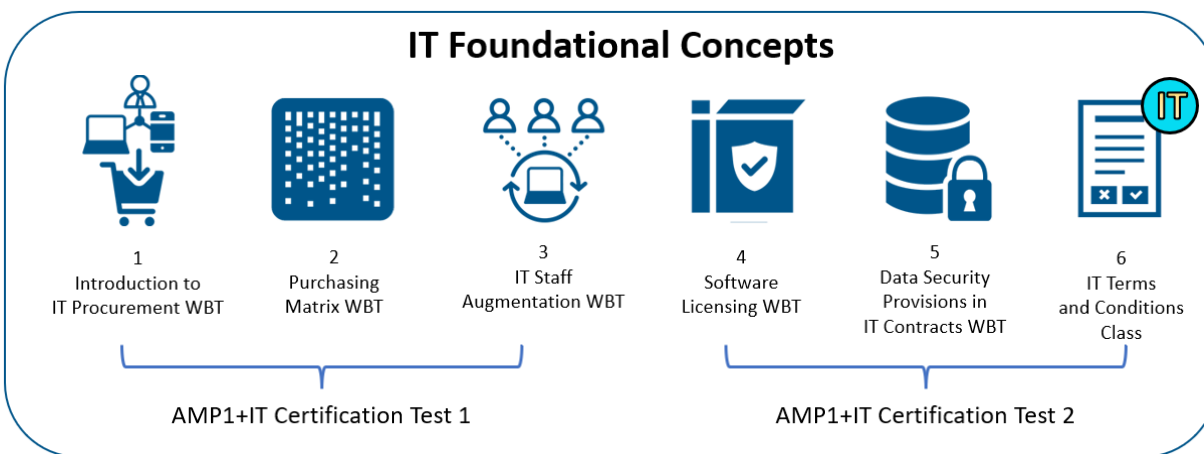 IT Foundational Concepts
IT
1
Introduction to
IT Procurement WBT
2
Purchasing
Matrix WBT
3
IT Staff
Augmentation WBT
4
Software
Licensing WBT
5
Data Security
Provisions in
IT Contracts WBT
6
IT Terms
and Conditions
Class
AMP1+IT Certification Test 1
AMP1+IT Certification Test 2